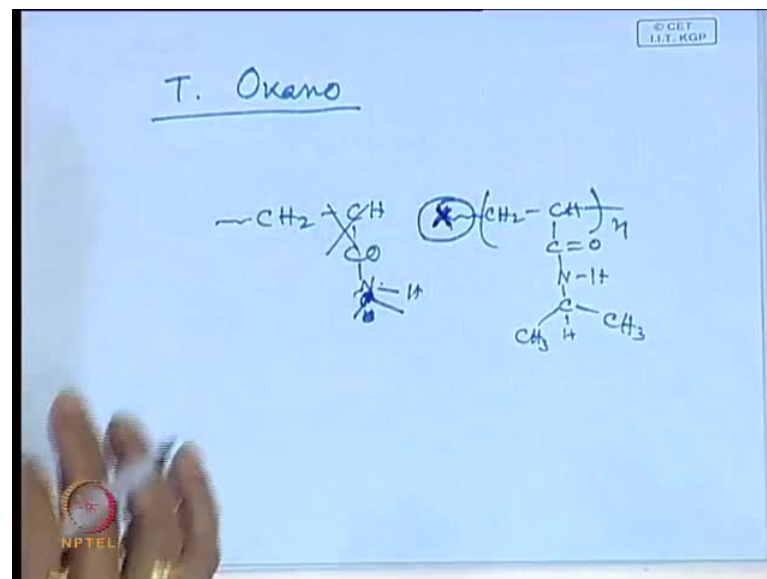 © CET
I.I.T. KGP
T. Okano
~CH2-CH
CO
N-H
X-(CH2-CH)n
C=O
N-H
C
CH3 H CH3
NPTEL